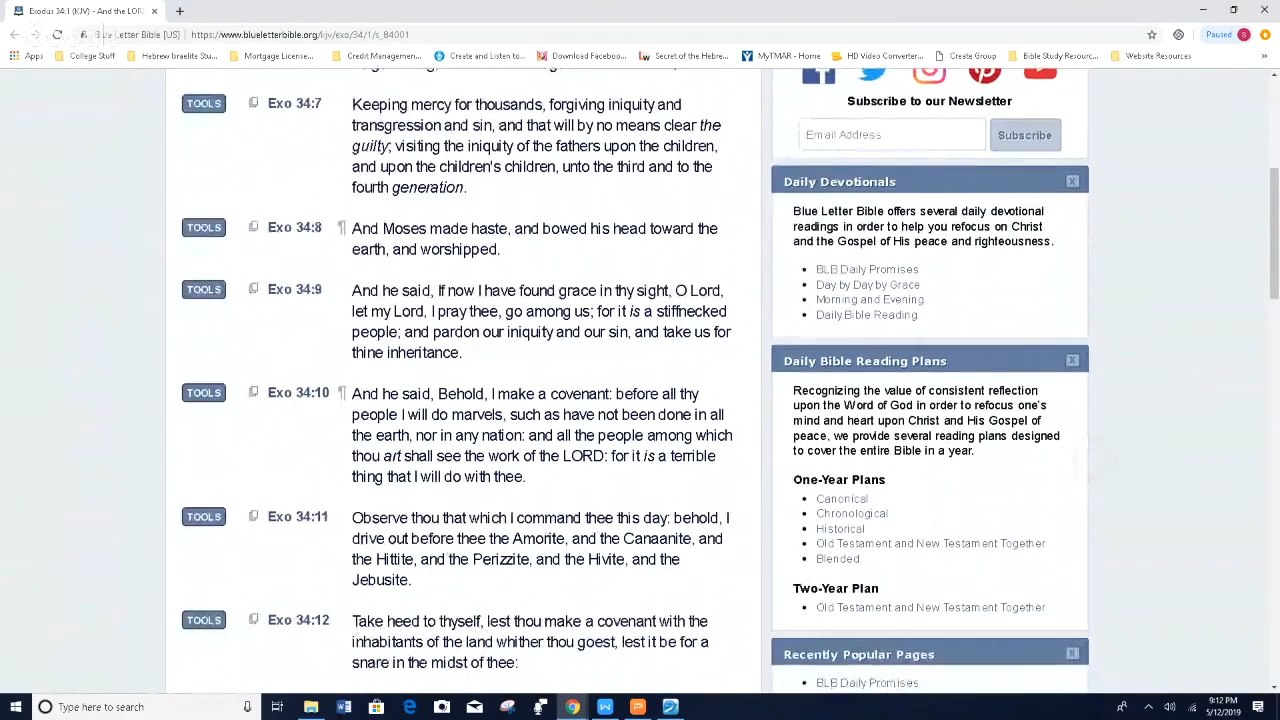 Exodus 34:1 (KJV) - And the LOR
Blue Letter Bible [US] | https://www.blueletterbible.org/kjv/exo/34/1/s_84001
Paused S
Apps College Stuff Hebrew Israelite Stu... Mortgage License... Credit Managemen... Create and Listen to... Download Facebo... Secret of the Hebre... MyTMAR - Home HD Video Converter... Create Group Bible Study Resourc... Website Resources »
TOOLS Exo 34:7 Keeping mercy for thousands, forgiving iniquity and
transgression and sin, and that will by no means clear the
guilty; visiting the iniquity of the fathers upon the children,
and upon the children's children, unto the third and to the
fourth generation.
TOOLS Exo 34:8 ¶ And Moses made haste, and bowed his head toward the
earth, and worshipped.
TOOLS Exo 34:9 And he said, If now I have found grace in thy sight, O Lord,
let my Lord, I pray thee, go among us; for it is a stiffnecked
people; and pardon our iniquity and our sin, and take us for
thine inheritance.
TOOLS Exo 34:10 ¶ And he said, Behold, I make a covenant: before all thy
people I will do marvels, such as have not been done in all
the earth, nor in any nation: and all the people among which
thou art shall see the work of the LORD: for it is a terrible
thing that I will do with thee.
TOOLS Exo 34:11 Observe thou that which I command thee this day: behold, I
drive out before thee the Amorite, and the Canaanite, and
the Hittite, and the Perizzite, and the Hivite, and the
Jebusite.
TOOLS Exo 34:12 Take heed to thyself, lest thou make a covenant with the
inhabitants of the land whither thou goest, lest it be for a
snare in the midst of thee:
Subscribe to our Newsletter
Email Address Subscribe
Daily Devotionals
Blue Letter Bible offers several daily devotional
readings in order to help you refocus on Christ
and the Gospel of His peace and righteousness.
BLB Daily Promises
Day by Day by Grace
Morning and Evening
Daily Bible Reading
Daily Bible Reading Plans
Recognizing the value of consistent reflection
upon the Word of God in order to refocus one's
mind and heart upon Christ and His Gospel of
peace, we provide several reading plans designed
to cover the entire Bible in a year.
One-Year Plans
Canonical
Chronological
Historical
Old Testament and New Testament Together
Blended
Two-Year Plan
Old Testament and New Testament Together
Recently Popular Pages
BLB Daily Promises
Type here to search
9:12 PM
5/12/2019